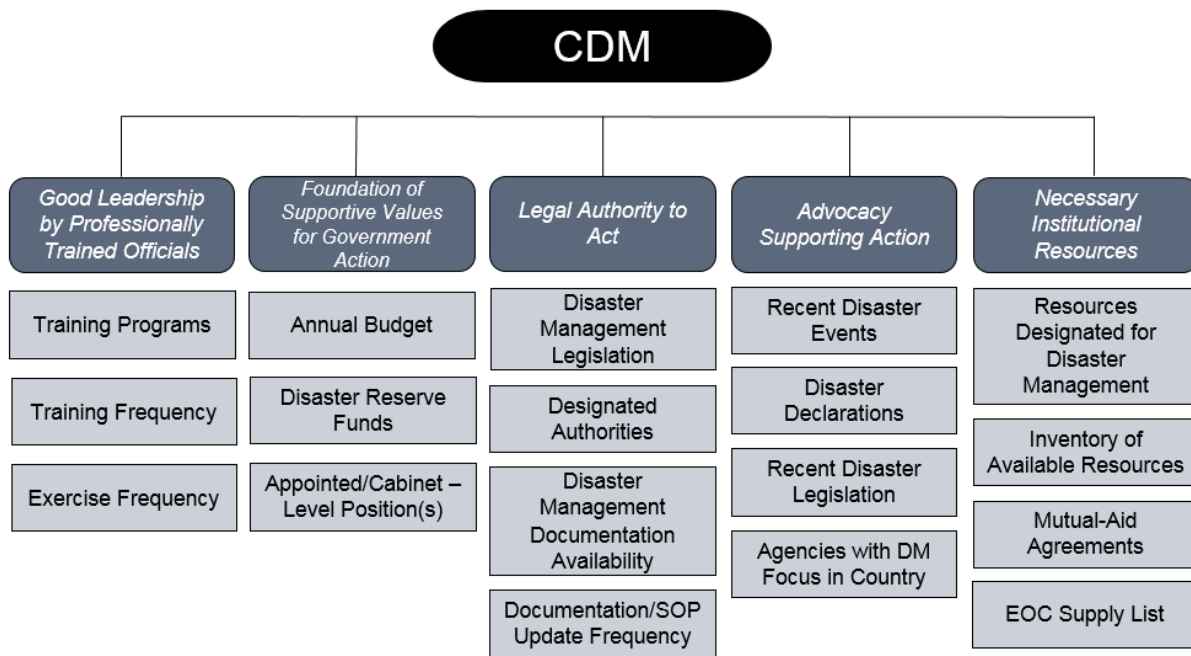 CDM
Good Leadership
by Professionally
Trained Officials
Training Programs
Training Frequency
Exercise Frequency
Foundation of
Supportive Values
for Government
Action
Annual Budget
Disaster Reserve
Funds
Appointed/Cabinet –
Level Position(s)
Legal Authority to
Act
Disaster
Management
Legislation
Designated
Authorities
Disaster
Management
Documentation
Availability
Documentation/SOP
Update Frequency
Advocacy
Supporting Action
Recent Disaster
Events
Disaster
Declarations
Recent Disaster
Legislation
Agencies with DM
Focus in Country
Necessary
Institutional
Resources
Resources
Designated for
Disaster
Management
Inventory of
Available Resources
Mutual-Aid
Agreements
EOC Supply List